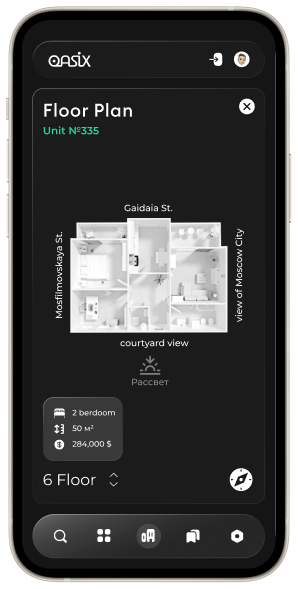 QASIX
Floor Plan
Unit №335
Gaidaia St.
Mosfilmovskaya St.
view of Moscow City
courtyard view
Рассвет
2 berdoom
50 м²
284,000 $
6 Floor